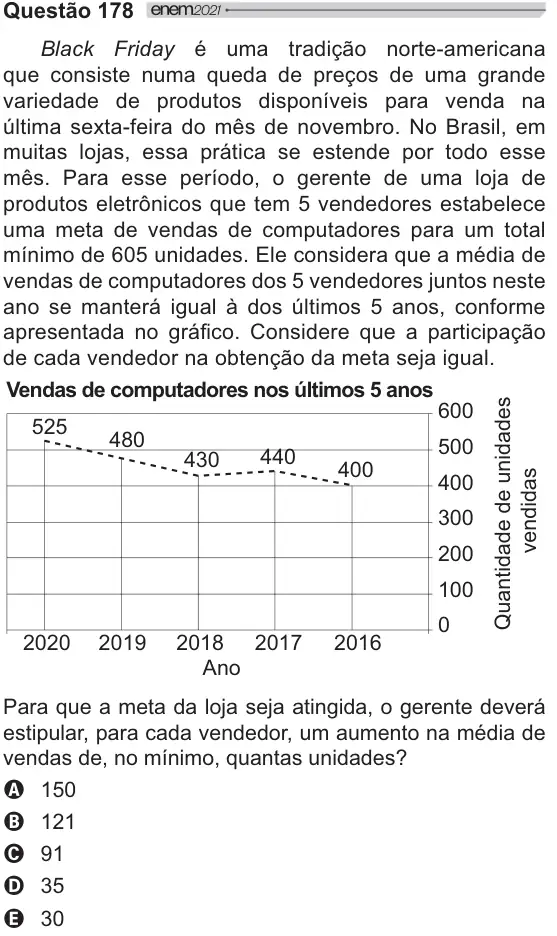 Questão 178 enem2021
Black Friday é uma tradição norte-americana
que consiste numa queda de preços de uma grande
variedade de produtos disponíveis para venda na
última sexta-feira do mês de novembro. No Brasil, em
muitas lojas, essa prática se estende por todo esse
mês. Para esse período, o gerente de uma loja de
produtos eletrônicos que tem 5 vendedores estabelece
uma meta de vendas de computadores para um total
mínimo de 605 unidades. Ele considera que a média de
vendas de computadores dos 5 vendedores juntos neste
ano se manterá igual à dos últimos 5 anos, conforme
apresentada no gráfico. Considere que a participação
de cada vendedor na obtenção da meta seja igual.
Vendas de computadores nos últimos 5 anos
525
480
430
440
400
600
500
400
300
200
100
0
Quantidade de unidades
vendidas
2020 2019 2018 2017 2016
Ano
Para que a meta da loja seja atingida, o gerente deverá
estipular, para cada vendedor, um aumento na média de
vendas de, no mínimo, quantas unidades?
A 150
B 121
C 91
D 35
E 30